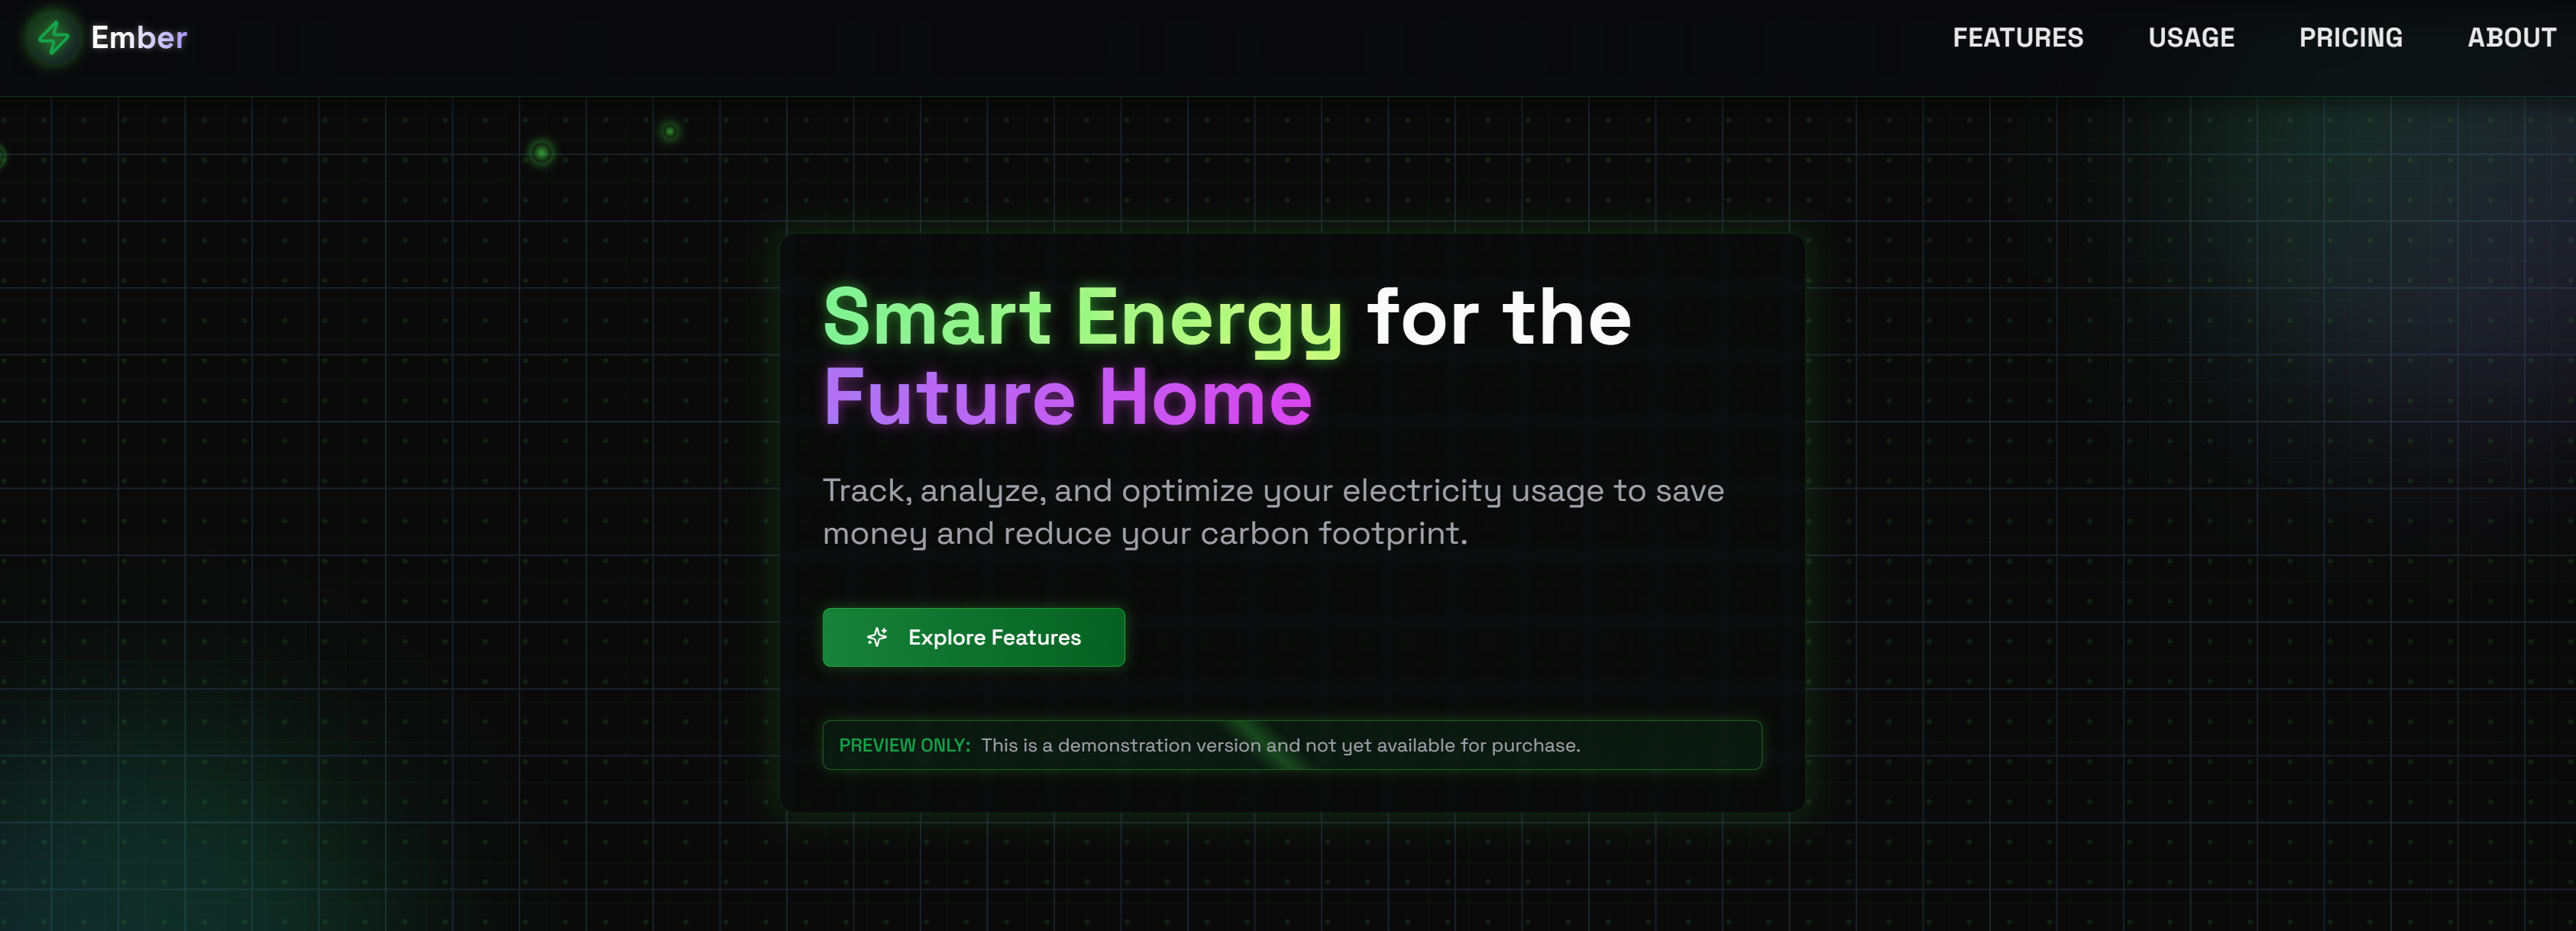 Ember
FEATURES USAGE PRICING ABOUT
Smart Energy for the
Future Home
Track, analyze, and optimize your electricity usage to save
money and reduce your carbon footprint.
Explore Features
PREVIEW ONLY: This is a demonstration version and not yet available for purchase.